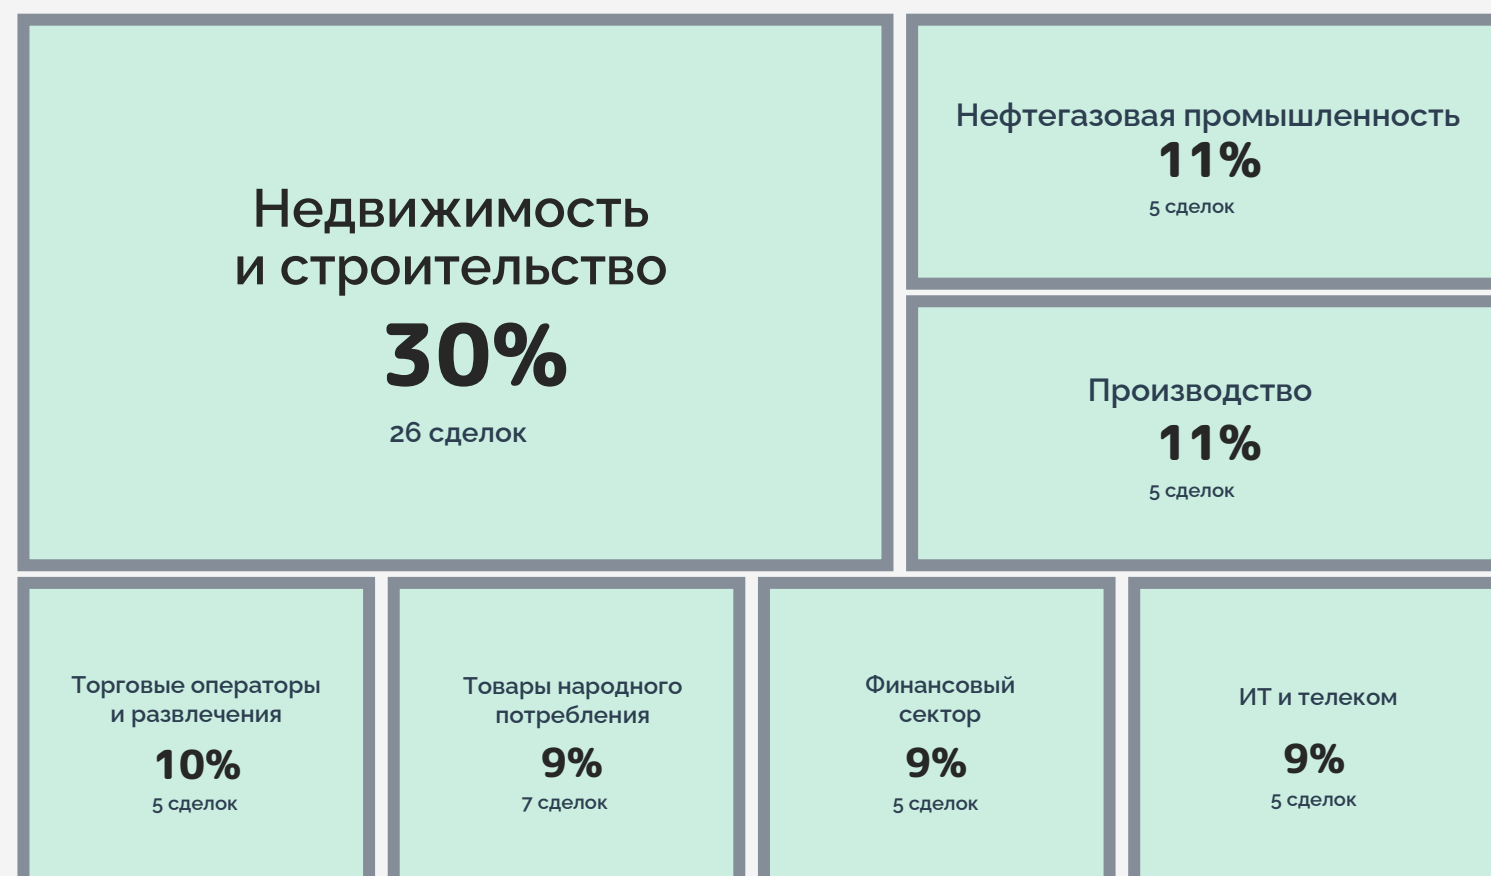 Недвижимость
и строительство
30%
26 сделок
Нефтегазовая промышленность
11%
5 сделок
Производство
11%
5 сделок
Торговые операторы
и развлечения
10%
5 сделок
Товары народного
потребления
9%
7 сделок
Финансовый
сектор
9%
5 сделок
ИТ и телеком
9%
5 сделок